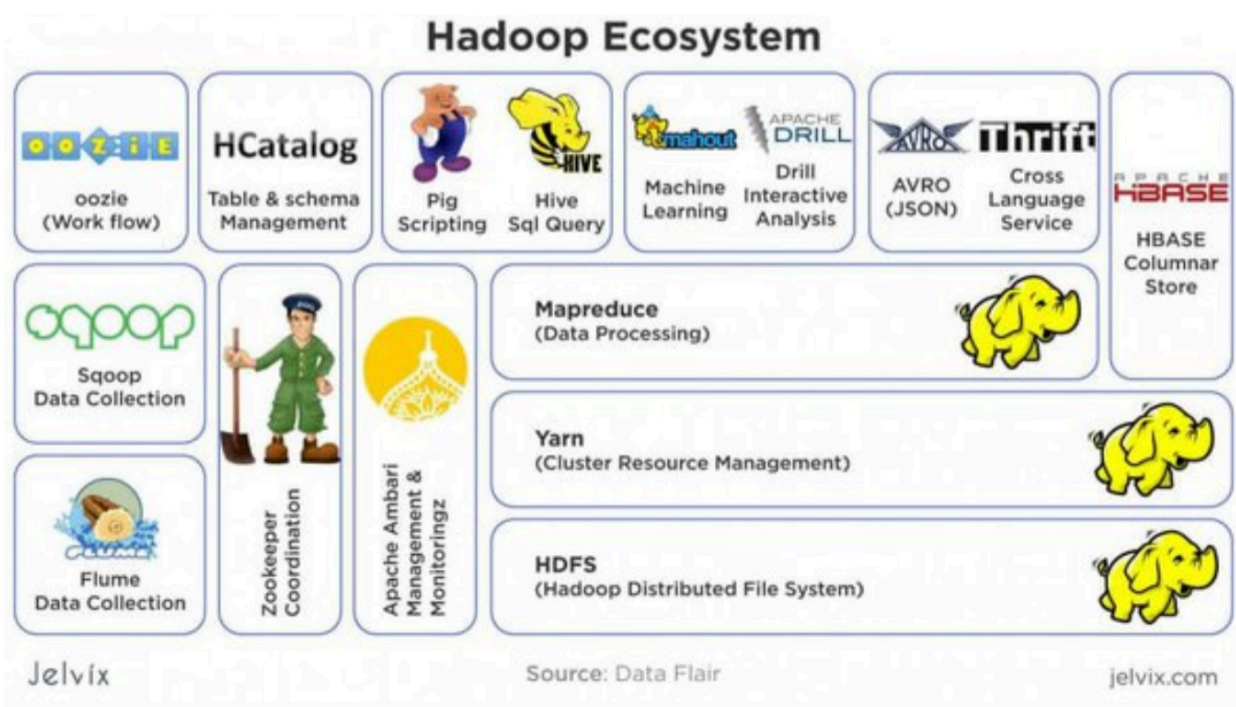 Hadoop Ecosystem
OOZiE
oozie
(Work flow)
HCatalog
Table & schema
Management
Pig
Scripting
HIVE
Hive
Sql Query
mahout
Machine
Learning
APACHE
DRILL
Drill
Interactive
Analysis
AVRO
AVRO
(JSON)
Thrift
Cross
Language
Service
APACHE
HBASE
HBASE
Columnar
Store
sqoop
Sqoop
Data Collection
FLUME
Flume
Data Collection
Zookeeper
Coordination
Apache Ambari
Management &
Monitoringz
Mapreduce
(Data Processing)
Yarn
(Cluster Resource Management)
HDFS
(Hadoop Distributed File System)
Jelvix
Source: Data Flair
jelvix.com